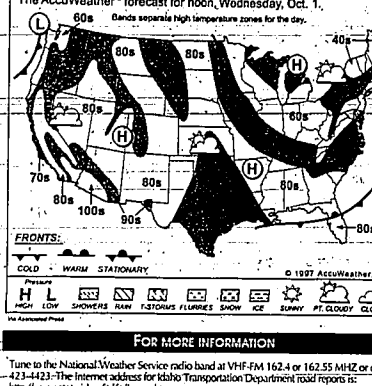 The AccuWeather® forecast for noon, Wednesday, Oct. 1.
Bands separate high temperature zones for the day.
L
60s
80s
80s
40s
H
80s
60s
H
H
70s
80s
100s
90s
80s
80s
80s
FRONTS:
COLD WARM STATIONARY
© 1997 AccuWeather,
Pressure
H L
HIGH LOW SHOWERS RAIN T-STORMS FLURRIES SNOW ICE SUNNY PT. CLOUDY
Via Associated Press
FOR MORE INFORMATION
Tune to the National Weather Service radio band at VHF-FM 162.4 or 162.55 MHZ or
423-4423. The Internet address for Idaho Transportation Department road reports is: